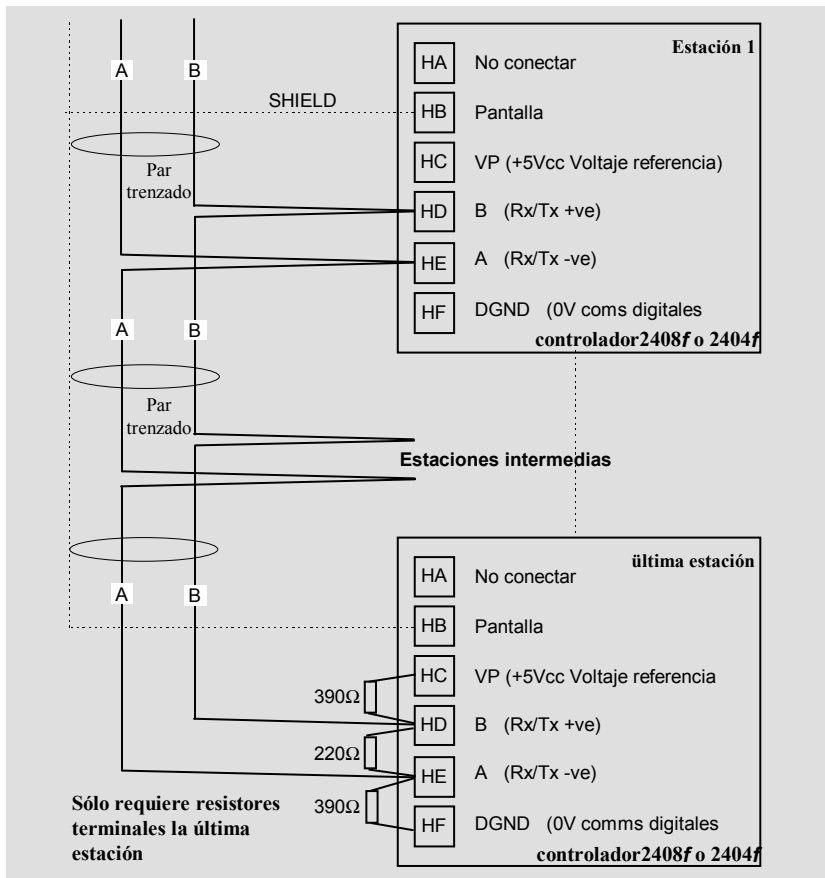 Estación 1
A
B
HA No conectar
SHIELD
HB Pantalla
Par
trenzado
HC VP (+5Vcc Voltaje referencia)
HD B (Rx/Tx +ve)
HE A (Rx/Tx -ve)
HF DGND (0V coms digitales
controlador2408f o 2404f
A
B
Par
trenzado
Estaciones intermedias
ültima estación
A
B
HA No conectar
HB Pantalla
HC VP (+5Vcc Voltaje referencia
390Ω
HD B (Rx/Tx +ve)
220Ω
HE A (Rx/Tx -ve)
390Ω
HF DGND (0V comms digitales
controlador2408f o 2404f
Sólo requiere resistores
terminales la última
estación